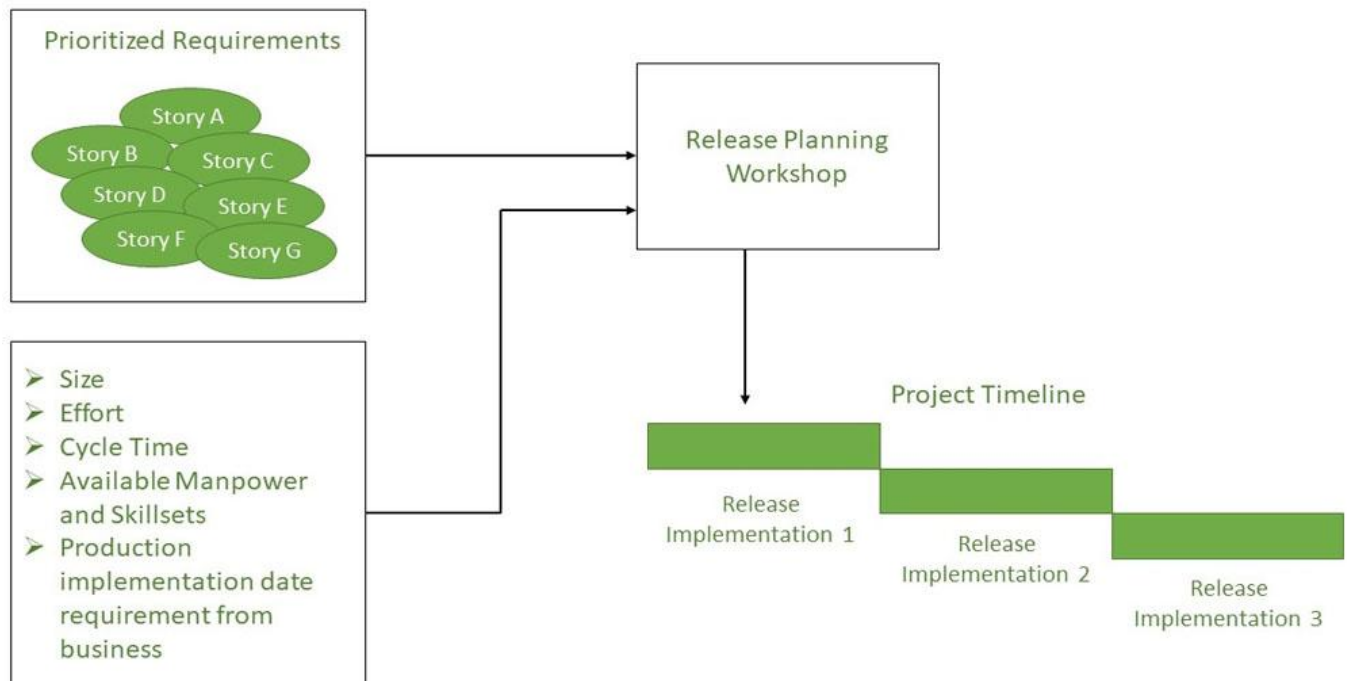 Prioritized Requirements
Story A
Story B
Story C
Story D
Story E
Story F
Story G
Release Planning
Workshop
Size
Effort
Cycle Time
Available Manpower
and Skillsets
Production
implementation date
requirement from
business
Project Timeline
Release
Implementation 1
Release
Implementation 2
Release
Implementation 3